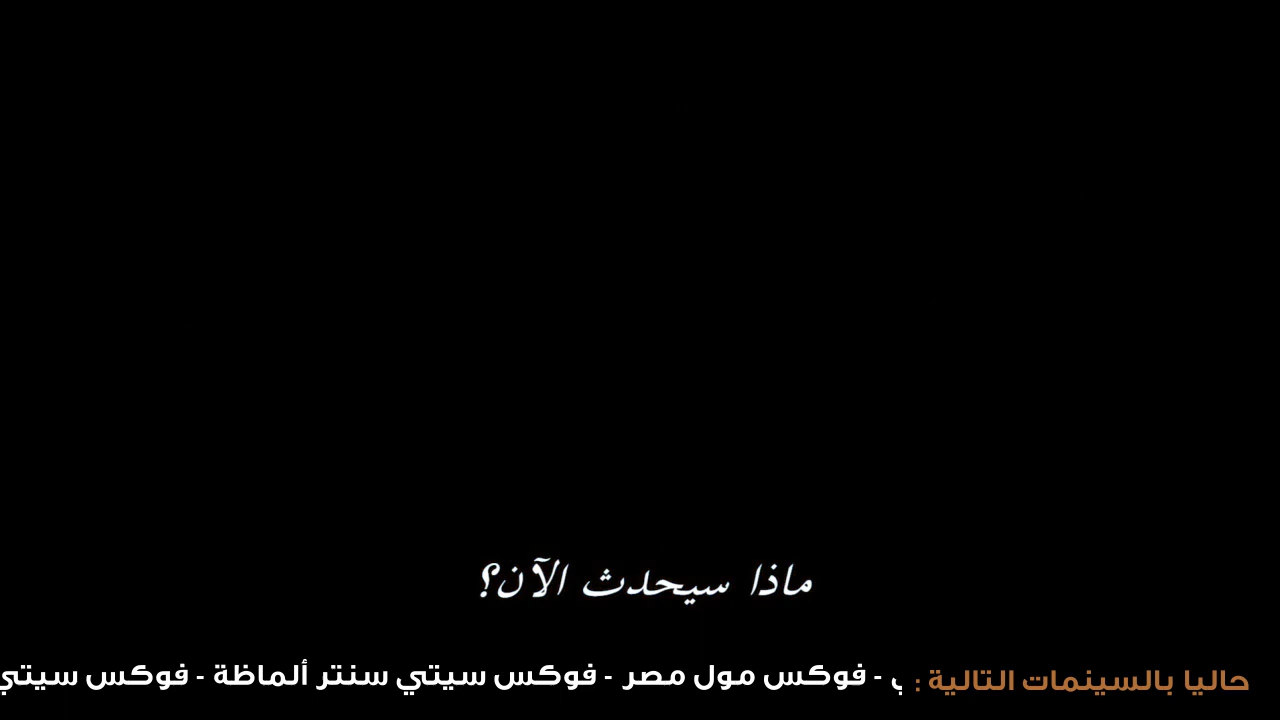 ماذا سيحدث الآن؟
حاليا بالسينمات التالية :
- فوكس مول مصر - فوكس سيتي سنتر ألماظة - فوكس سيتي